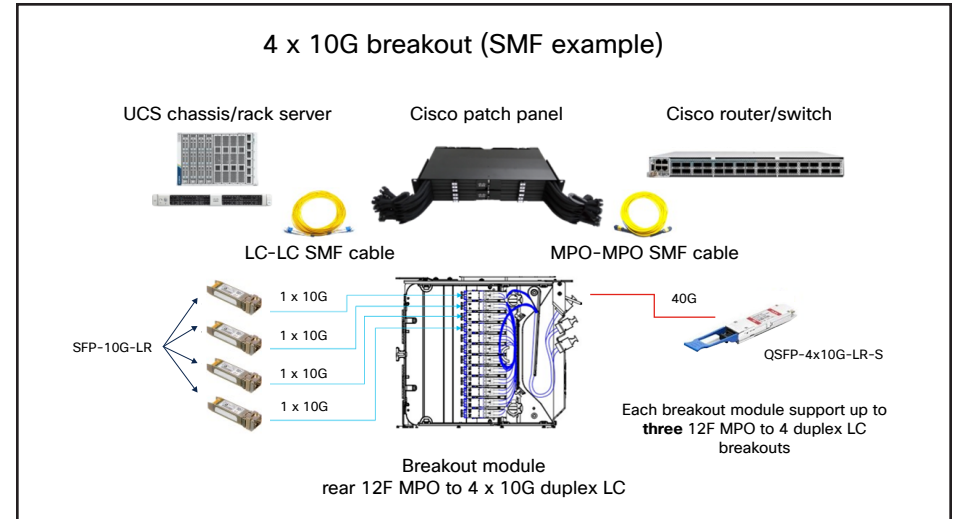 4 x 10G breakout (SMF example)
UCS chassis/rack server
Cisco patch panel
Cisco router/switch
LC-LC SMF cable
MPO-MPO SMF cable
SFP-10G-LR
1 x 10G
1 x 10G
1 x 10G
1 x 10G
40G
QSFP-4x10G-LR-S
Each breakout module support up to
three 12F MPO to 4 duplex LC
breakouts
Breakout module
rear 12F MPO to 4 x 10G duplex LC